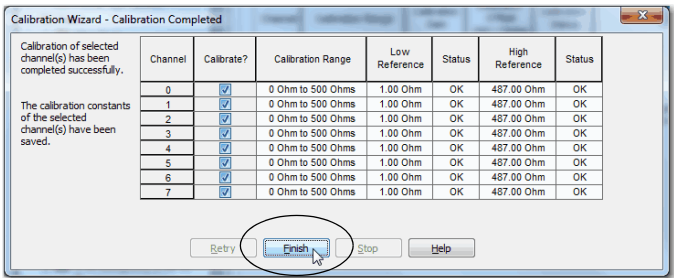 Calibration Wizard - Calibration Completed
Calibration of selected
channel(s) has been
completed successfully.
The calibration constants
of the selected
channel(s) have been
saved.
Channel Calibrate? Calibration Range Low Reference Status High Reference Status
0 0 Ohm to 500 Ohms 1.00 Ohm OK 487.00 Ohm OK
1 0 Ohm to 500 Ohms 1.00 Ohm OK 487.00 Ohm OK
2 0 Ohm to 500 Ohms 1.00 Ohm OK 487.00 Ohm OK
3 0 Ohm to 500 Ohms 1.00 Ohm OK 487.00 Ohm OK
4 0 Ohm to 500 Ohms 1.00 Ohm OK 487.00 Ohm OK
5 0 Ohm to 500 Ohms 1.00 Ohm OK 487.00 Ohm OK
6 0 Ohm to 500 Ohms 1.00 Ohm OK 487.00 Ohm OK
7 0 Ohm to 500 Ohms 1.00 Ohm OK 487.00 Ohm OK
Retry Finish Stop Help